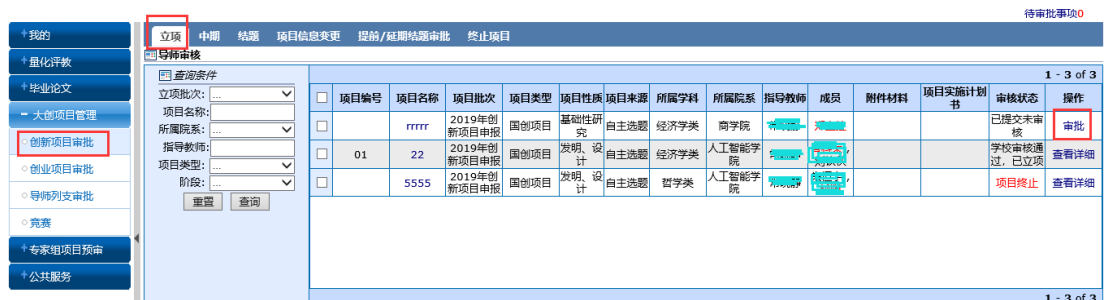 待审批事项0
我的
量化评教
毕业论文
大创项目管理
创新项目审批
创业项目审批
导师列支审批
竞赛
专家组项目预审
公共服务
立项 中期 结题 项目信息变更 提前/延期结题审批 终止项目
导师审核
查询条件
立项批次: ...
项目名称:
所属院系: ...
指导教师:
项目类型: ...
阶段: ...
重置 查询
1 - 3 of 3
项目编号 项目名称 项目批次 项目类型 项目性质 项目来源 所属学科 所属院系 指导教师 成员 附件材料 项目实施计划书 审核状态 操作
rrrrr 2019年创新项目申报 国创项目 基础性研究 自主选题 经济学类 商学院 已提交未审核 审批
01 22 2019年创新项目申报 国创项目 发明、设计 自主选题 经济学类 人工智能学院 学校审核通过，已立项 查看详细
5555 2019年创新项目申报 国创项目 发明、设计 自主选题 哲学类 人工智能学院 项目终止 查看详细
1 - 3 of 3